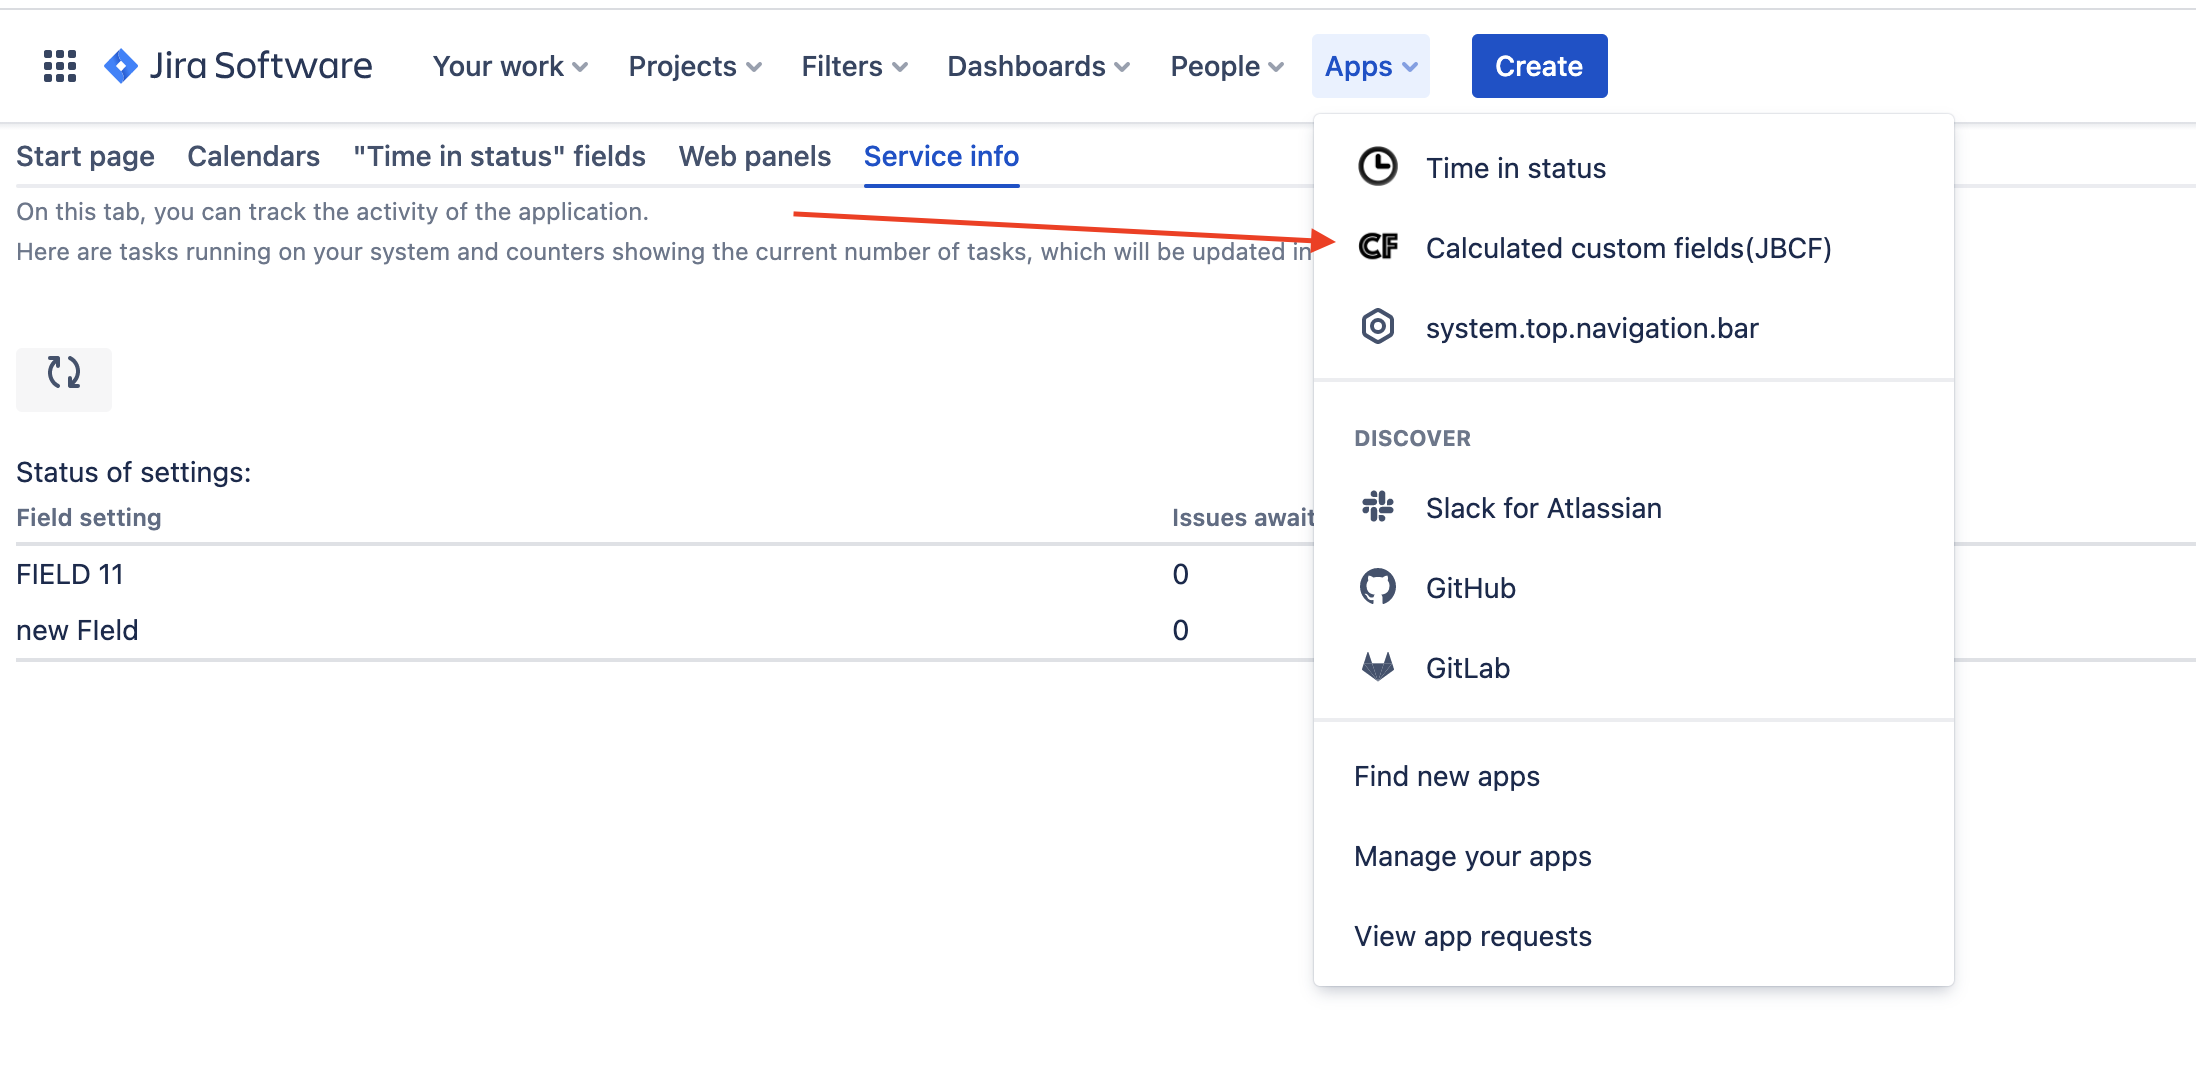 Jira Software Your work Projects Filters Dashboards People Apps Create
Start page Calendars "Time in status" fields Web panels Service info
On this tab, you can track the activity of the application.
Here are tasks running on your system and counters showing the current number of tasks, which will be updated in
Status of settings:
Field setting Issues await
FIELD 11 0
new FIeld 0
Time in status
CF Calculated custom fields(JBCF)
system.top.navigation.bar
DISCOVER
Slack for Atlassian
GitHub
GitLab
Find new apps
Manage your apps
View app requests